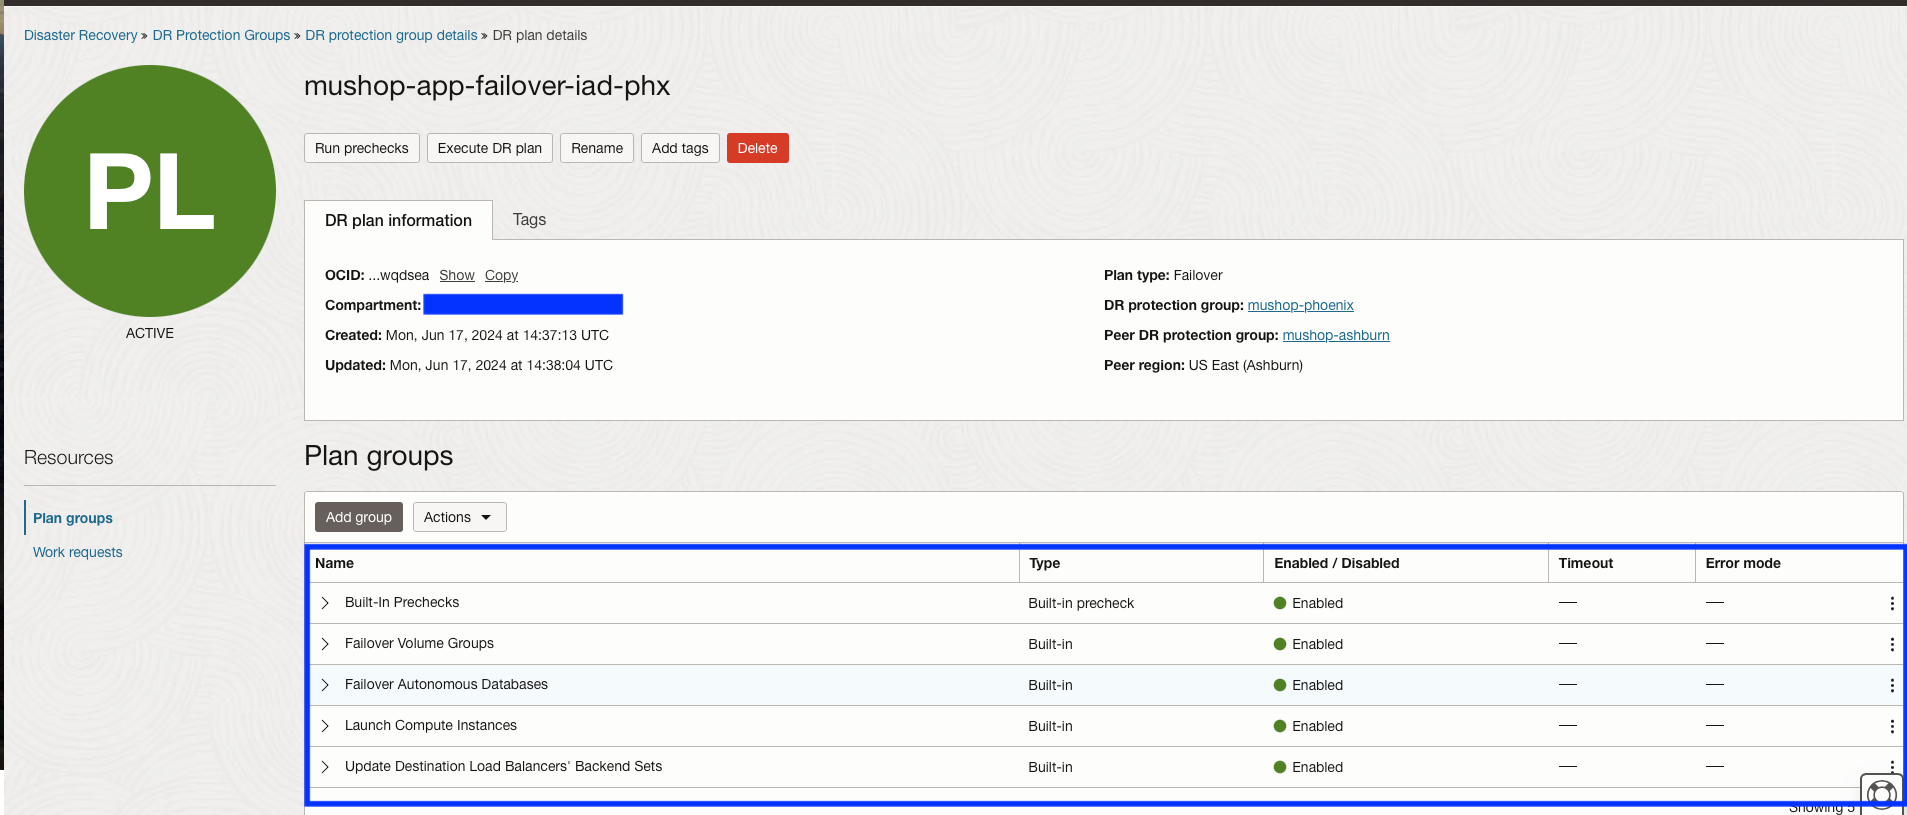 Disaster Recovery » DR Protection Groups » DR protection group details » DR plan details
PL
ACTIVE
mushop-app-failover-iad-phx
Run prechecks Execute DR plan Rename Add tags Delete
DR plan information Tags
OCID: ...wqdsea Show Copy
Compartment:
Created: Mon, Jun 17, 2024 at 14:37:13 UTC
Updated: Mon, Jun 17, 2024 at 14:38:04 UTC
Plan type: Failover
DR protection group: mushop-phoenix
Peer DR protection group: mushop-ashburn
Peer region: US East (Ashburn)
Resources
Plan groups
Work requests
Plan groups
Add group Actions
Name Type Enabled / Disabled Timeout Error mode
Built-In Prechecks Built-in precheck Enabled — —
Failover Volume Groups Built-in Enabled — —
Failover Autonomous Databases Built-in Enabled — —
Launch Compute Instances Built-in Enabled — —
Update Destination Load Balancers' Backend Sets Built-in Enabled — —
Showing 5